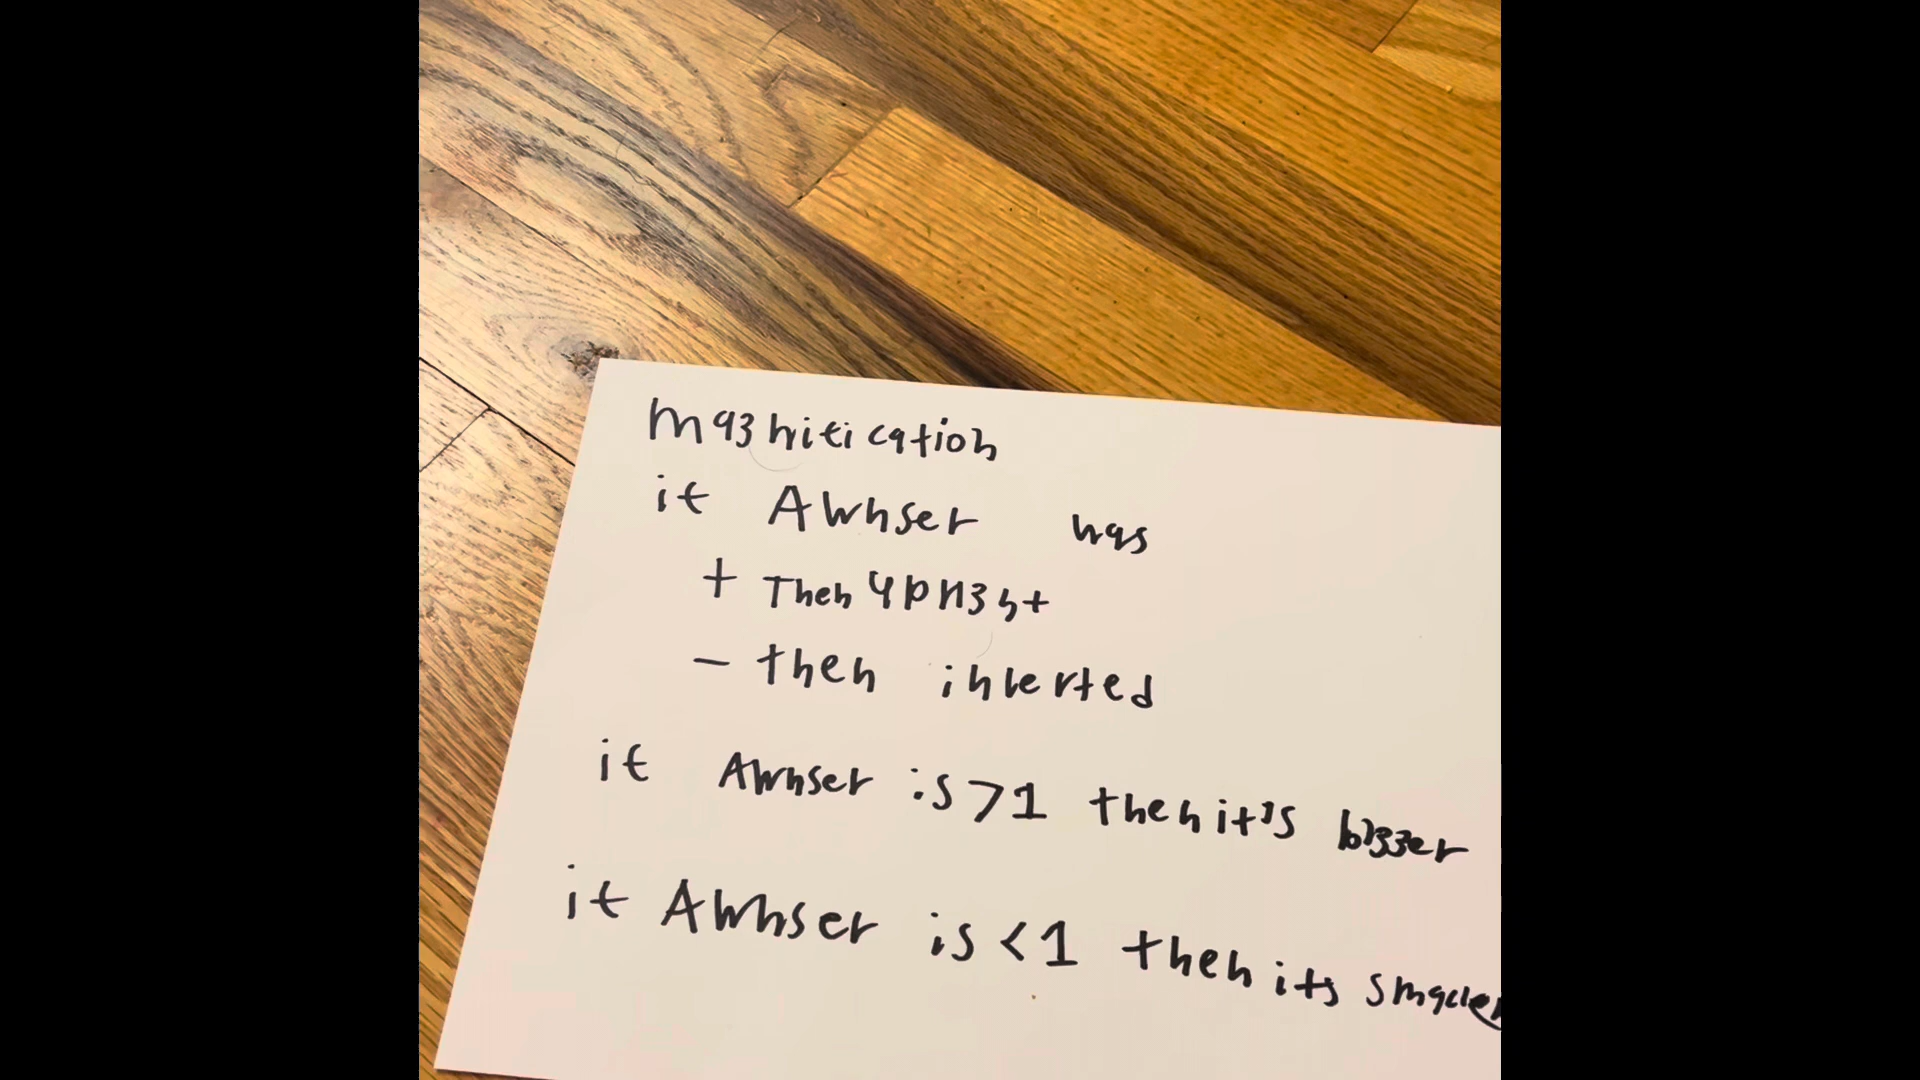 Magnification
if Awnser has
+ Then upright
- then inverted
if Awnser is >1 then it's bigger
if Awnser is <1 then its smaller